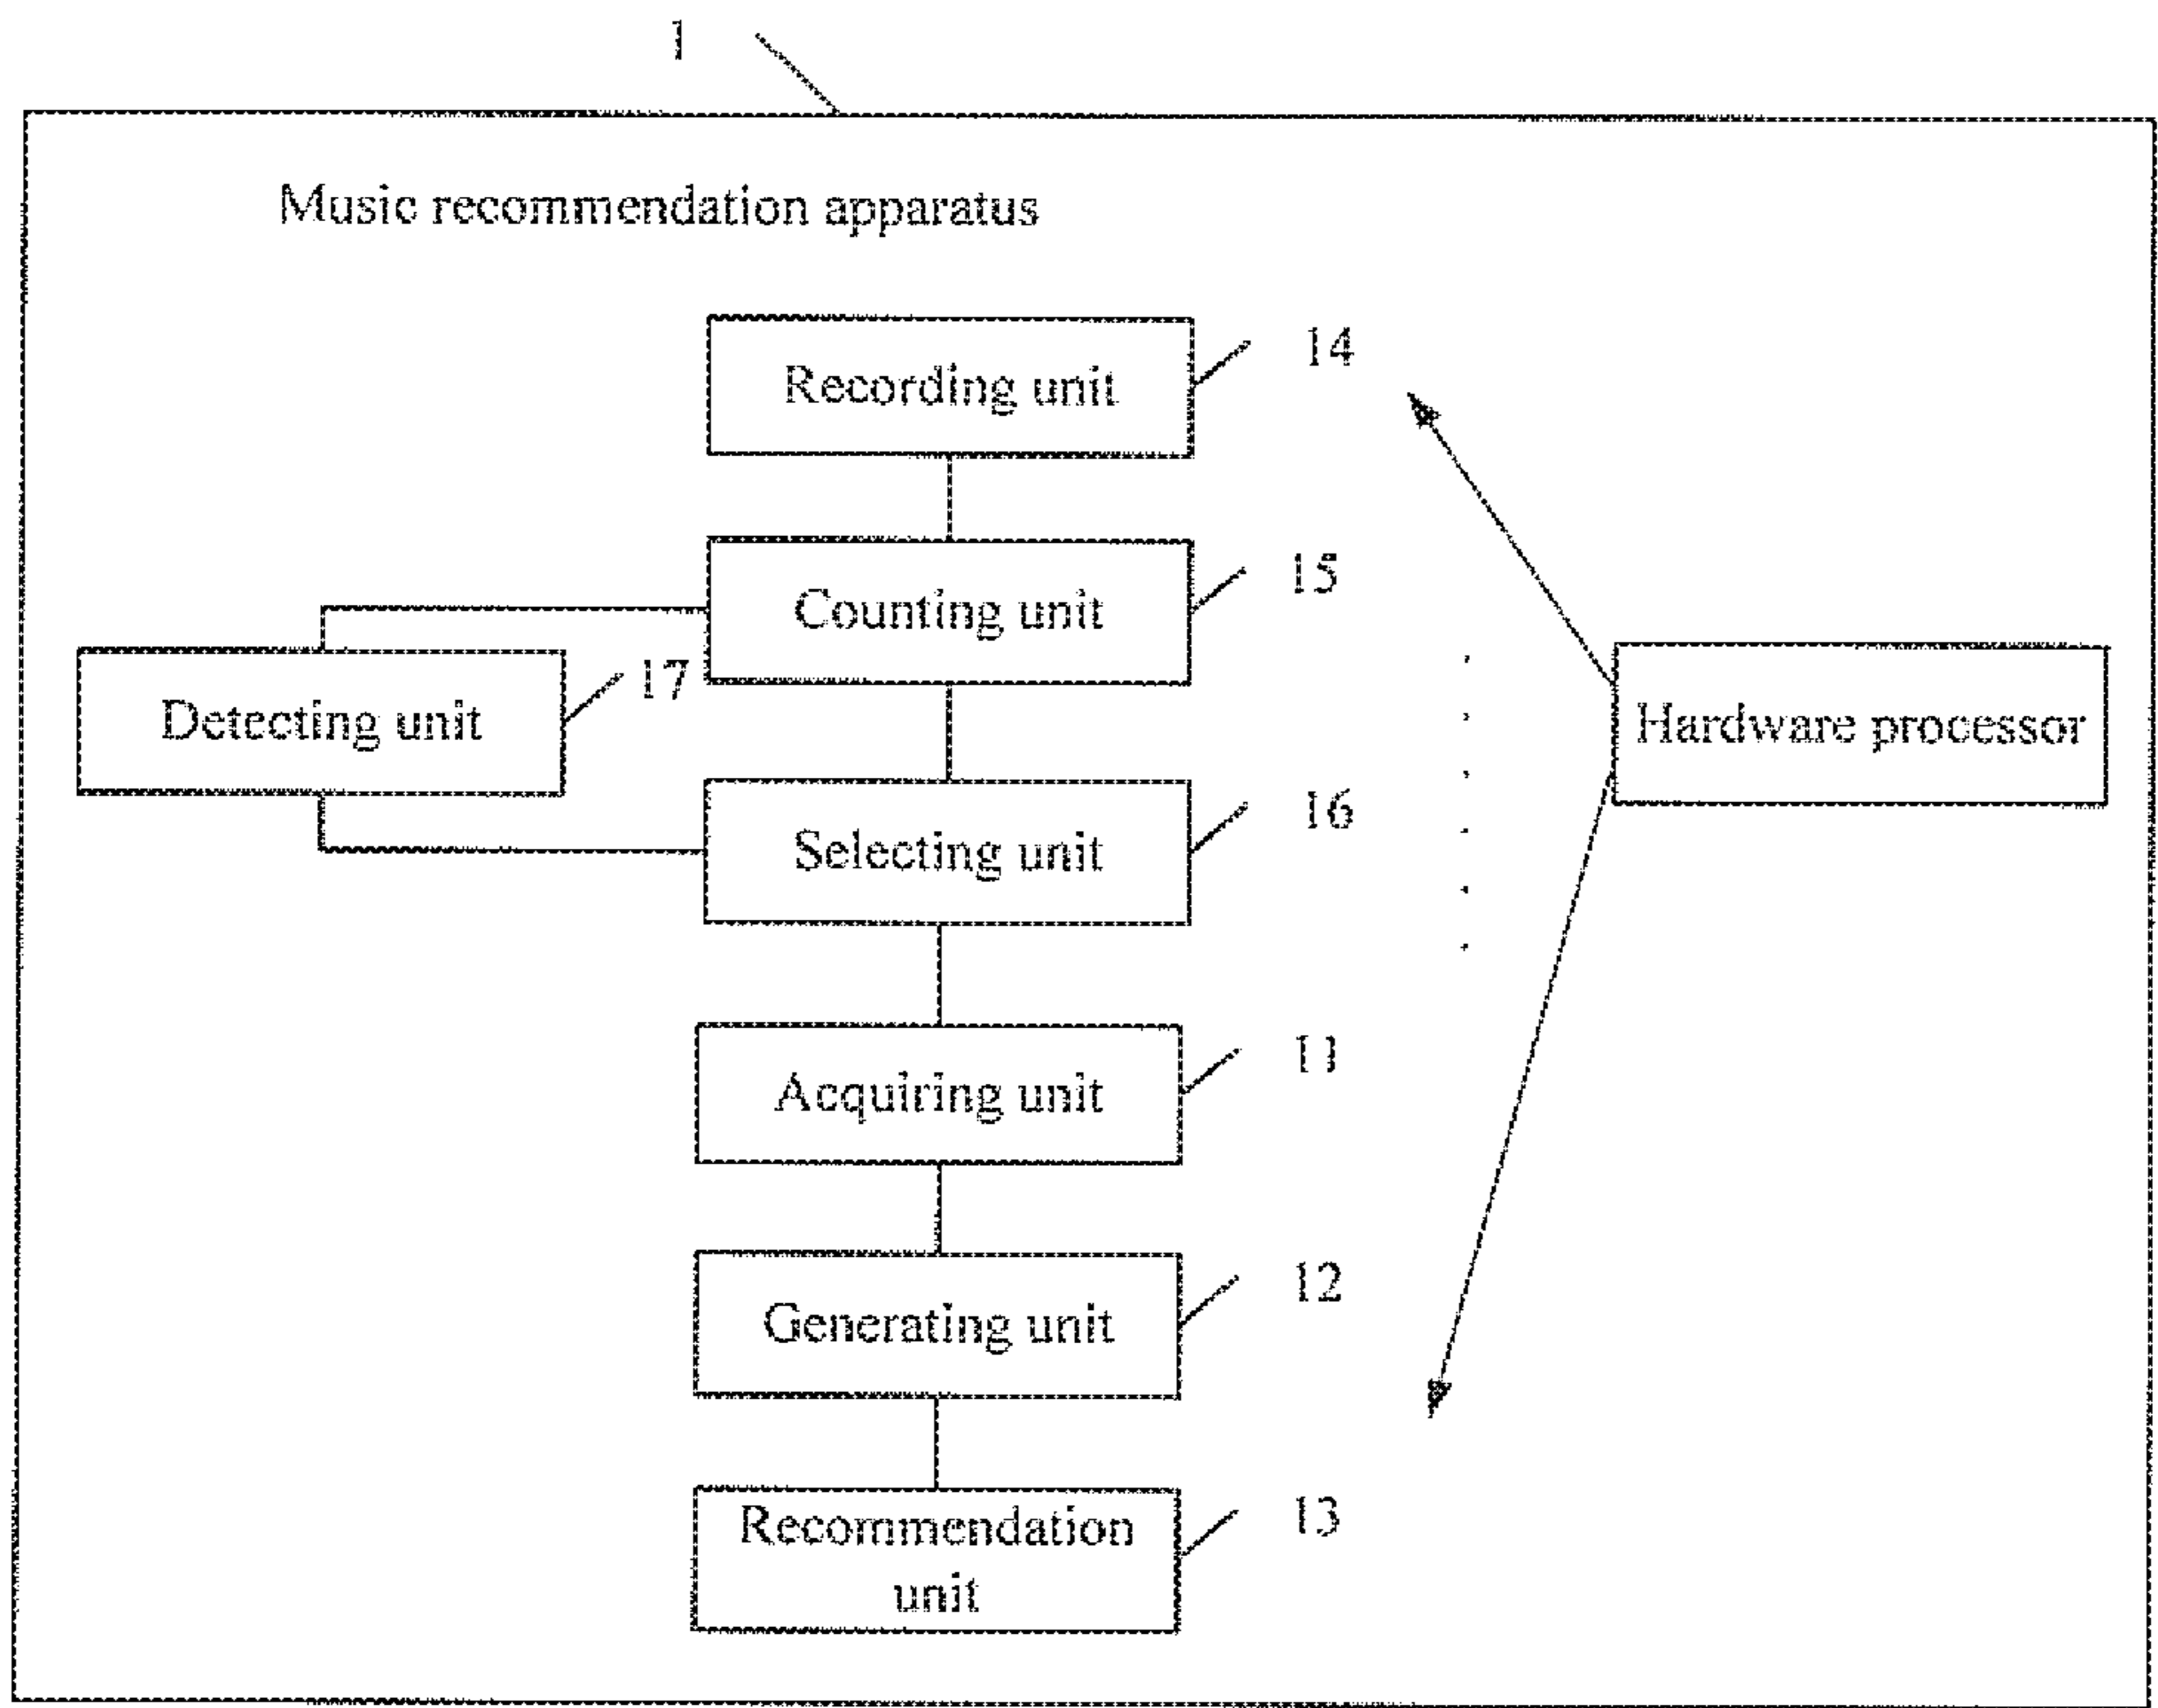 1
Music recommendation apparatus
Recording unit
14
Counting unit
15
Detecting unit
17
Hardware processor
Selecting unit
16
Acquiring unit
11
Generating unit
12
Recommendation
unit
13